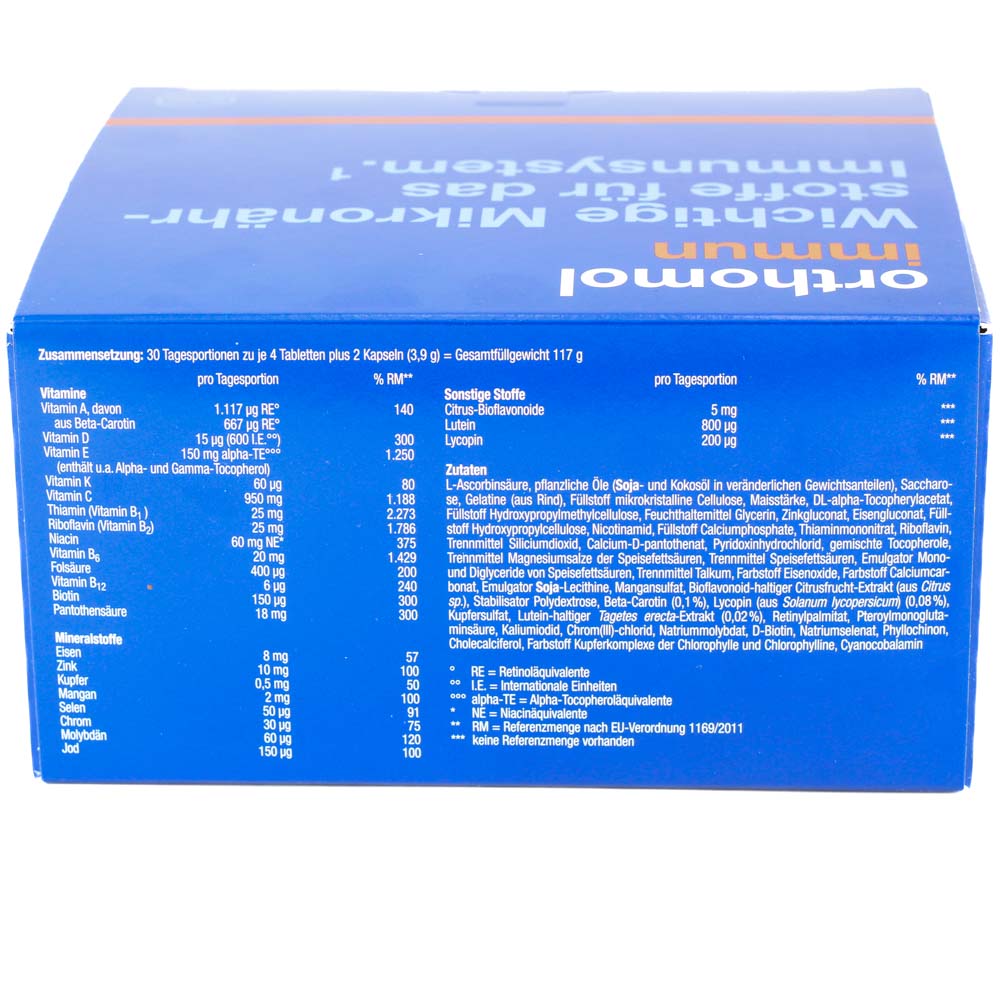 Wichtige Mikronähr-
stoffe für das
Immunsystem.¹
orthomol
immun
Zusammensetzung: 30 Tagesportionen zu je 4 Tabletten plus 2 Kapseln (3,9 g) = Gesamtfüllgewicht 117 g
pro Tagesportion % RM**
Vitamine
Vitamin A, davon 1.117 µg RE° 140
aus Beta-Carotin 667 µg RE°
Vitamin D 15 µg (600 I.E.°°) 300
Vitamin E 150 mg alpha-TE°°° 1.250
(enthält u.a. Alpha- und Gamma-Tocopherol)
Vitamin K 60 µg 80
Vitamin C 950 mg 1.188
Thiamin (Vitamin B₁) 25 mg 2.273
Riboflavin (Vitamin B₂) 25 mg 1.786
Niacin 60 mg NE* 375
Vitamin B₆ 20 mg 1.429
Folsäure 400 µg 200
Vitamin B₁₂ 6 µg 240
Biotin 150 µg 300
Pantothensäure 18 mg 300
Mineralstoffe
Eisen 8 mg 57
Zink 10 mg 100
Kupfer 0,5 mg 50
Mangan 2 mg 100
Selen 50 µg 91
Chrom 30 µg 75
Molybdän 60 µg 120
Jod 150 µg 100
pro Tagesportion % RM**
Sonstige Stoffe
Citrus-Bioflavonoide 5 mg ***
Lutein 800 µg ***
Lycopin 200 µg ***
Zutaten
L-Ascorbinsäure, pflanzliche Öle (Soja- und Kokosöl in veränderlichen Gewichtsanteilen), Saccharo-
se, Gelatine (aus Rind), Füllstoff mikrokristalline Cellulose, Maisstärke, DL-alpha-Tocopherylacetat,
Füllstoff Hydroxypropylmethylcellulose, Feuchthaltemittel Glycerin, Zinkgluconat, Eisengluconat, Füll-
stoff Hydroxypropylcellulose, Nicotinamid, Füllstoff Calciumphosphate, Thiaminmononitrat, Riboflavin,
Trennmittel Siliciumdioxid, Calcium-D-pantothenat, Pyridoxinhydrochlorid, gemischte Tocopherole,
Trennmittel Magnesiumsalze der Speisefettsäuren, Trennmittel Speisefettsäuren, Emulgator Mono-
und Diglyceride von Speisefettsäuren, Trennmittel Talkum, Farbstoff Eisenoxide, Farbstoff Calciumcar-
bonat, Emulgator Soja-Lecithine, Mangansulfat, Bioflavonoid-haltiger Citrusfrucht-Extrakt (aus Citrus
sp.), Stabilisator Polydextrose, Beta-Carotin (0,1%), Lycopin (aus Solanum lycopersicum) (0,08%),
Kupfersulfat, Lutein-haltiger Tagetes erecta-Extrakt (0,02%), Retinylpalmitat, Pteroylmonogluta-
minsäure, Kaliumiodid, Chrom(III)-chlorid, Natriummolybdat, D-Biotin, Natriumselenat, Phyllochinon,
Cholecalciferol, Farbstoff Kupferkomplexe der Chlorophylle und Chlorophylline, Cyanocobalamin
° RE = Retinoläquivalente
°° I.E. = Internationale Einheiten
°°° alpha-TE = Alpha-Tocopheroläquivalente
* NE = Niacinäquivalente
** RM = Referenzmenge nach EU-Verordnung 1169/2011
*** keine Referenzmenge vorhanden